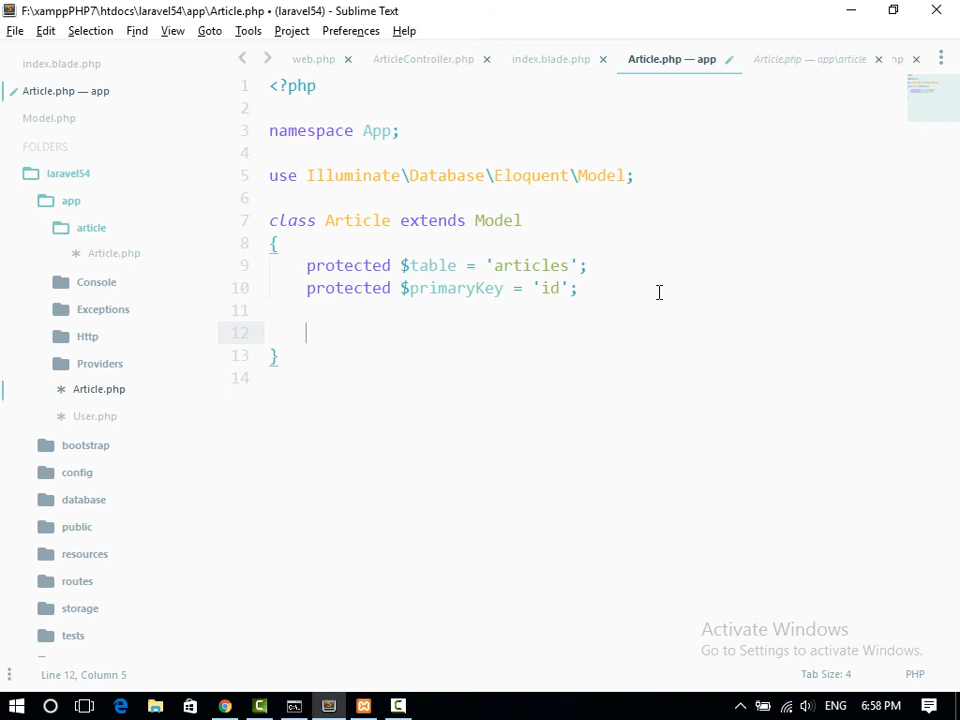 F:\xamppPHP7\htdocs\laravel54\app\Article.php • (laravel54) - Sublime Text
File Edit Selection Find View Goto Tools Project Preferences Help
index.blade.php
Article.php — app
Model.php
FOLDERS
laravel54
app
article
Article.php
Console
Exceptions
Http
Providers
Article.php
User.php
bootstrap
config
database
public
resources
routes
storage
tests
web.php ArticleController.php index.blade.php Article.php — app Article.php — app\article hp
1 <?php
2
3 namespace App;
4
5 use Illuminate\Database\Eloquent\Model;
6
7 class Article extends Model
8 {
9 protected $table = 'articles';
10 protected $primaryKey = 'id';
11
12
13 }
14
Activate Windows
Go to Settings to activate Windows.
Line 12, Column 5 Tab Size: 4 PHP
ENG 6:58 PM